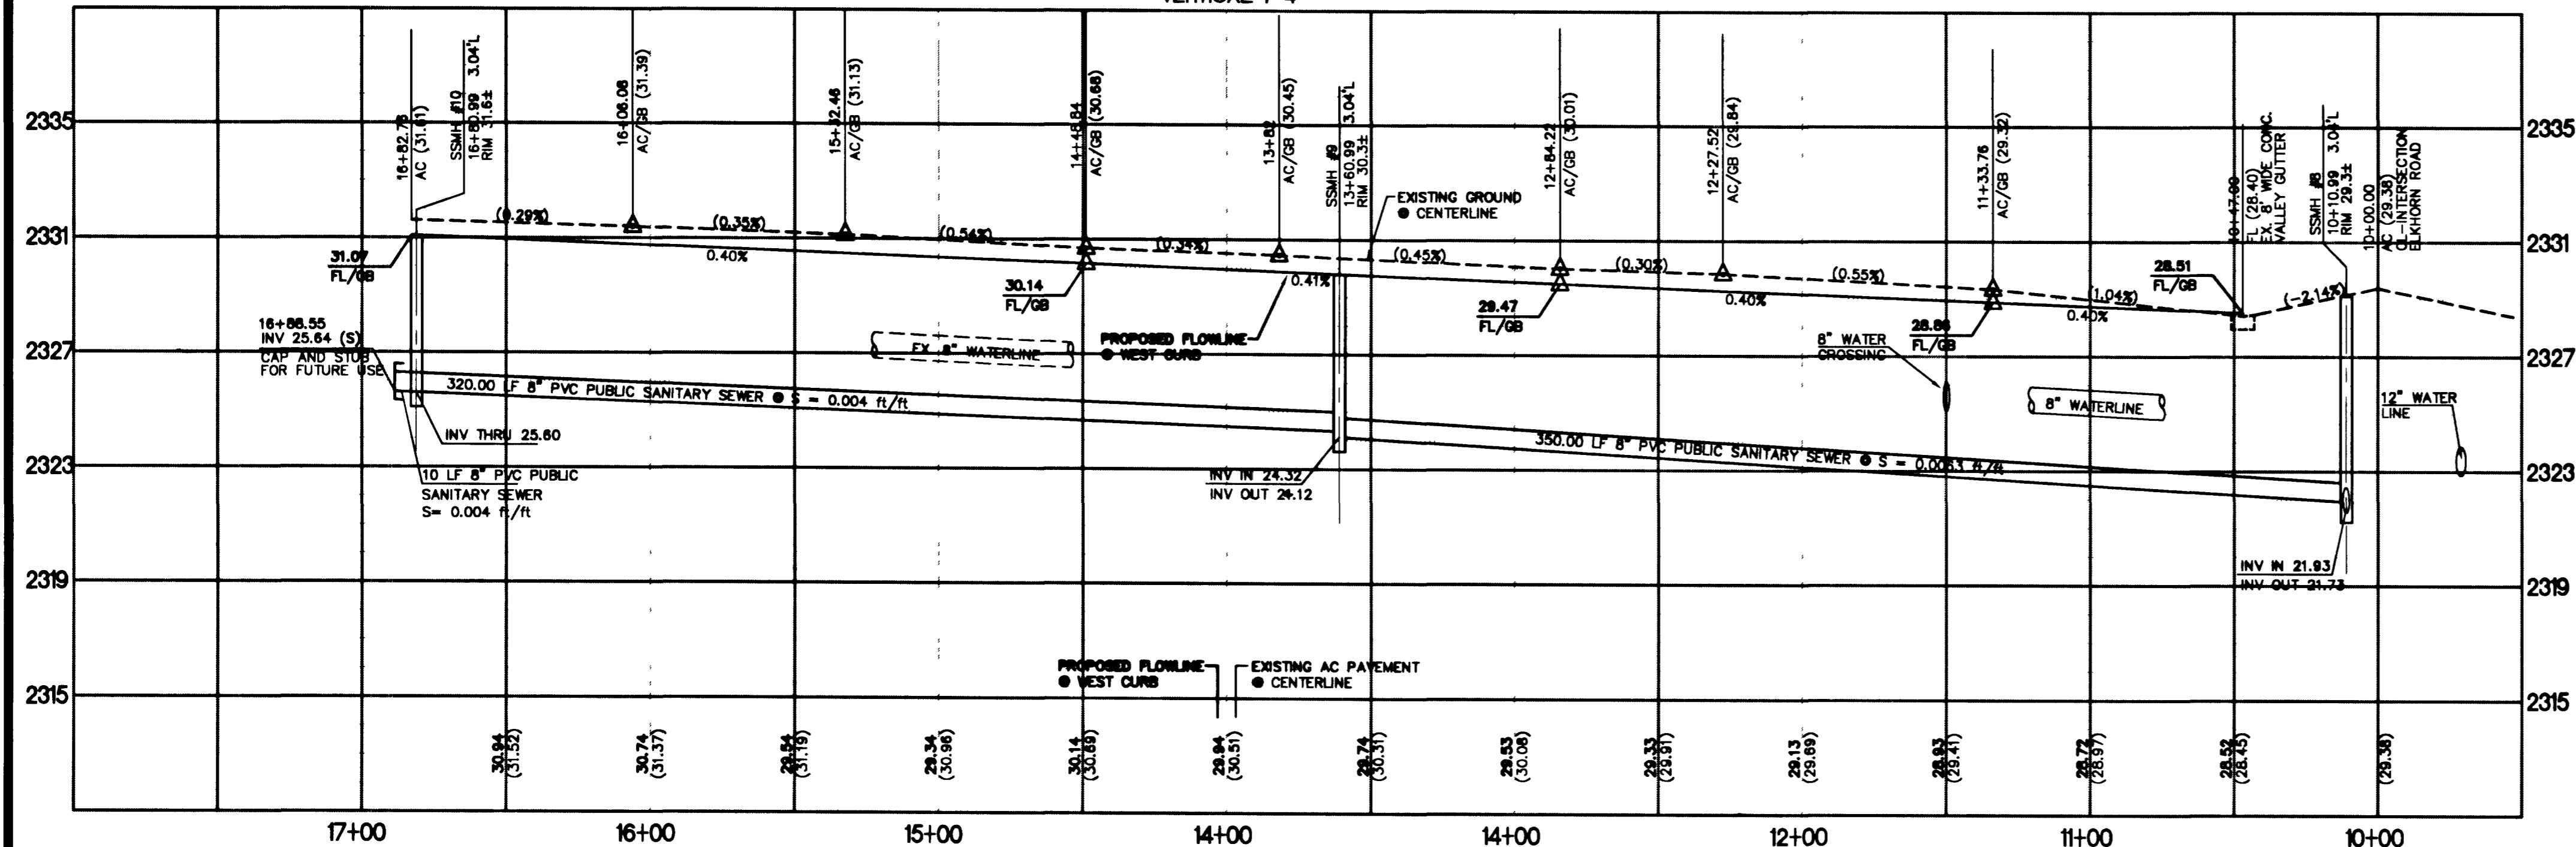 VERTICAL 1"=4'
2335
2331
2327
2323
2319
2315
2335
2331
2327
2323
2319
2315
16+82.78
AC (31.61)
SSMH #10
16+80.99 3.04'L
RIM 31.6±
16+06.06
AC/GB (31.39)
15+32.46
AC/GB (31.13)
14+48.84
AC/GB (30.68)
13+82
AC/GB (30.45)
SSMH #9
13+60.99 3.04'L
RIM 30.3±
12+84.22
AC/GB (30.01)
12+27.52
AC/GB (29.84)
11+33.76
AC/GB (29.32)
10+47.00
FL (28.40)
EX. 8' WIDE CONC.
VALLEY GUTTER
SSMH #8
10+10.99 3.04'L
RIM 29.3±
10+00.00
AC (29.38)
CL-INTERSECTION
ELKHORN ROAD
(0.29%)
(0.35%)
(0.54%)
(0.34%)
(0.45%)
(0.30%)
(0.55%)
(1.04%)
(-2.14%)
0.40%
0.41%
0.40%
0.40%
EXISTING GROUND
@ CENTERLINE
31.07
FL/GB
30.14
FL/GB
29.47
FL/GB
28.86
FL/GB
28.51
FL/GB
PROPOSED FLOWLINE
@ WEST CURB
16+86.55
INV 25.64 (S)
CAP AND STUB
FOR FUTURE USE
EX. 8" WATERLINE
8" WATER
CROSSING
8" WATERLINE
12" WATER
LINE
320.00 LF 8" PVC PUBLIC SANITARY SEWER @ S = 0.004 ft/ft
350.00 LF 8" PVC PUBLIC SANITARY SEWER @ S = 0.0063 ft/ft
INV THRU 25.60
10 LF 8" PVC PUBLIC
SANITARY SEWER
S= 0.004 ft/ft
INV IN 24.32
INV OUT 24.12
INV IN 21.93
INV OUT 21.73
PROPOSED FLOWLINE
@ WEST CURB
EXISTING AC PAVEMENT
@ CENTERLINE
30.94
(31.52)
30.74
(31.37)
29.54
(31.19)
29.34
(30.96)
30.14
(30.69)
29.94
(30.51)
29.74
(30.31)
29.53
(30.08)
29.33
(29.91)
29.13
(29.69)
28.93
(29.41)
28.72
(28.97)
28.52
(28.45)
(29.38)
17+00
16+00
15+00
14+00
14+00
12+00
11+00
10+00